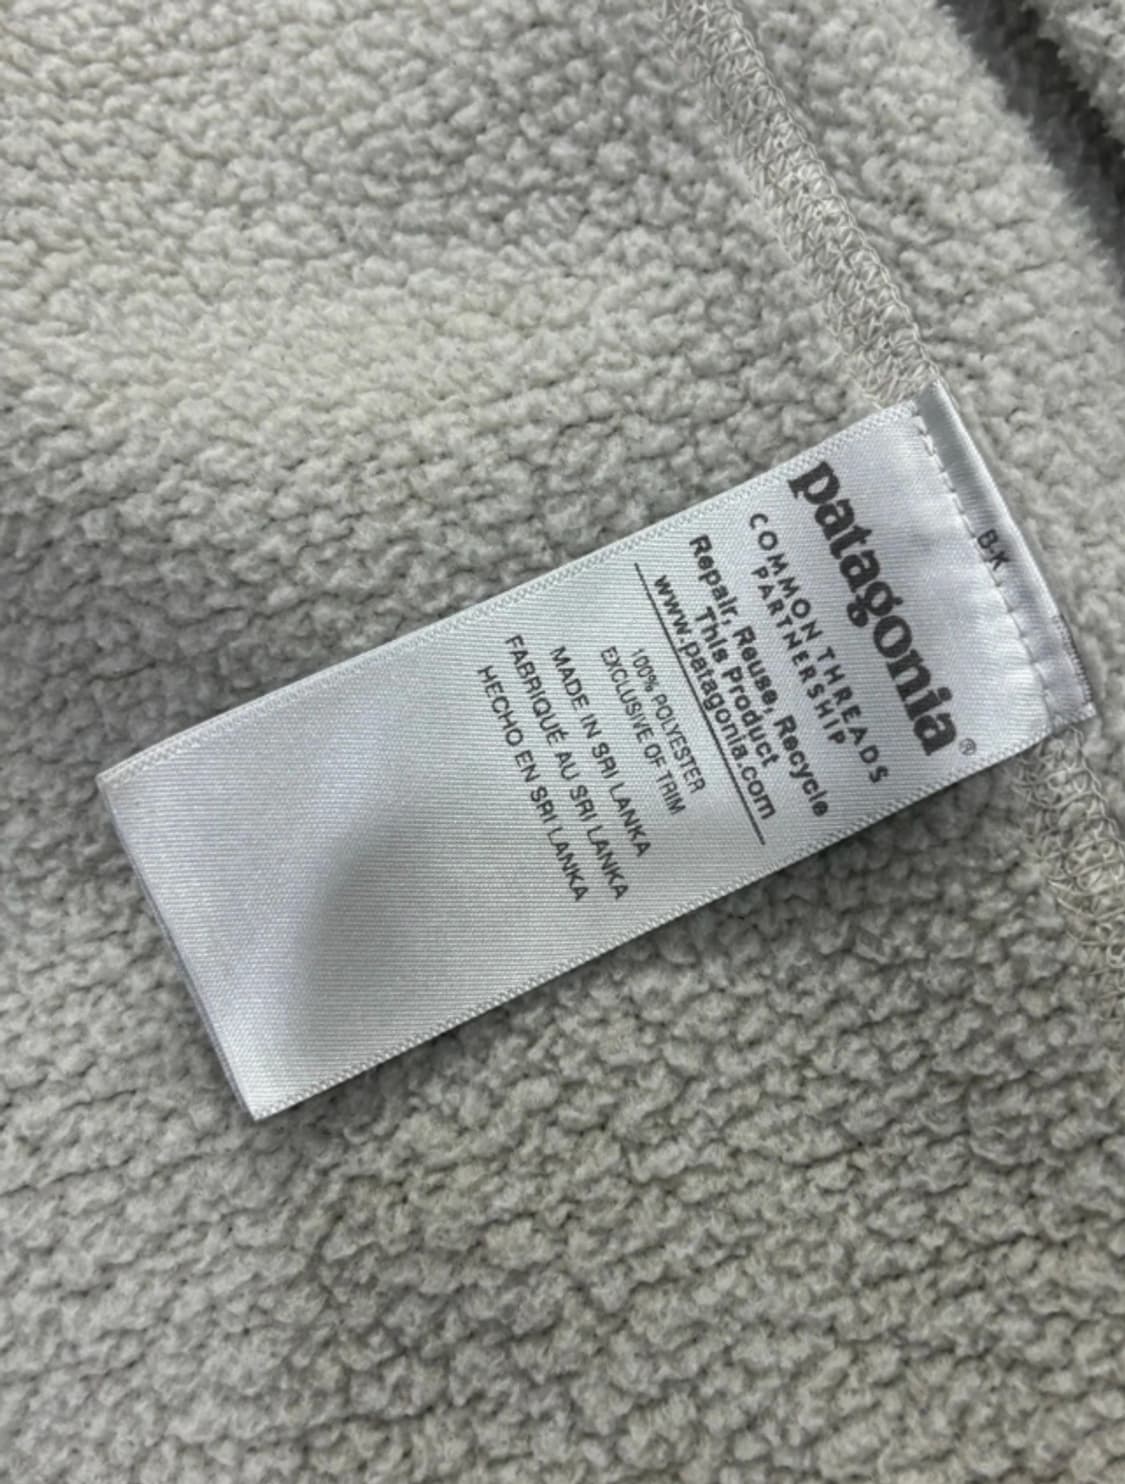 B-K
patagonia®
COMMON THREADS
PARTNERSHIP
Repair, Reuse, Recycle
This Product
www.patagonia.com
100% POLYESTER
EXCLUSIVE OF TRIM
MADE IN SRI LANKA
FABRIQUÉ AU SRI LANKA
HECHO EN SRI LANKA